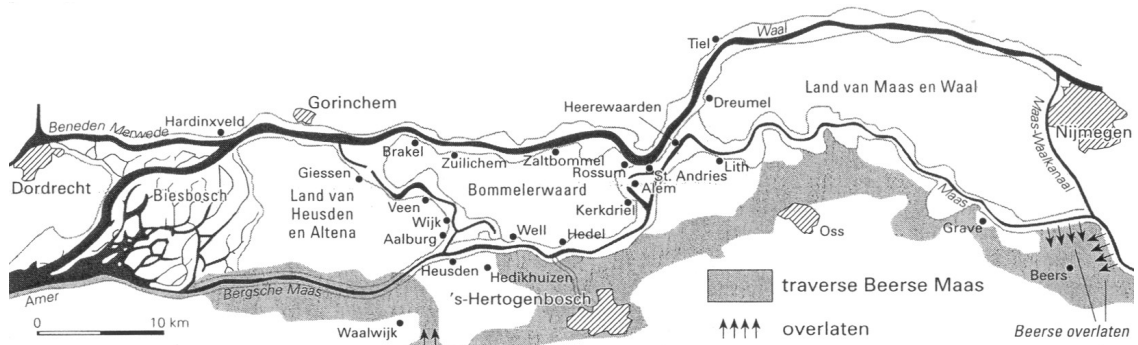 Waal
Tiel
Land van Maas en Waal
Dreumel
Heerewaarden
Maas-Waalkanaal
Nijmegen
Gorinchem
Beneden Merwede
Hardinxveld
Brakel
Zuilichem
Zaltbommel
Rossum
St. Andries
Lith
Dordrecht
Biesbosch
Giessen
Land van
Heusden
en Altena
Bommelerwaard
Alem
Kerkdriel
Veen
Wijk
Aalburg
Well
Hedel
Maas
Grave
Oss
Heusden
Hedikhuizen
Beers
Amer
Bergsche Maas
's-Hertogenbosch
traverse Beerse Maas
0 10 km
Waalwijk
overlaten
Beerse overlaten